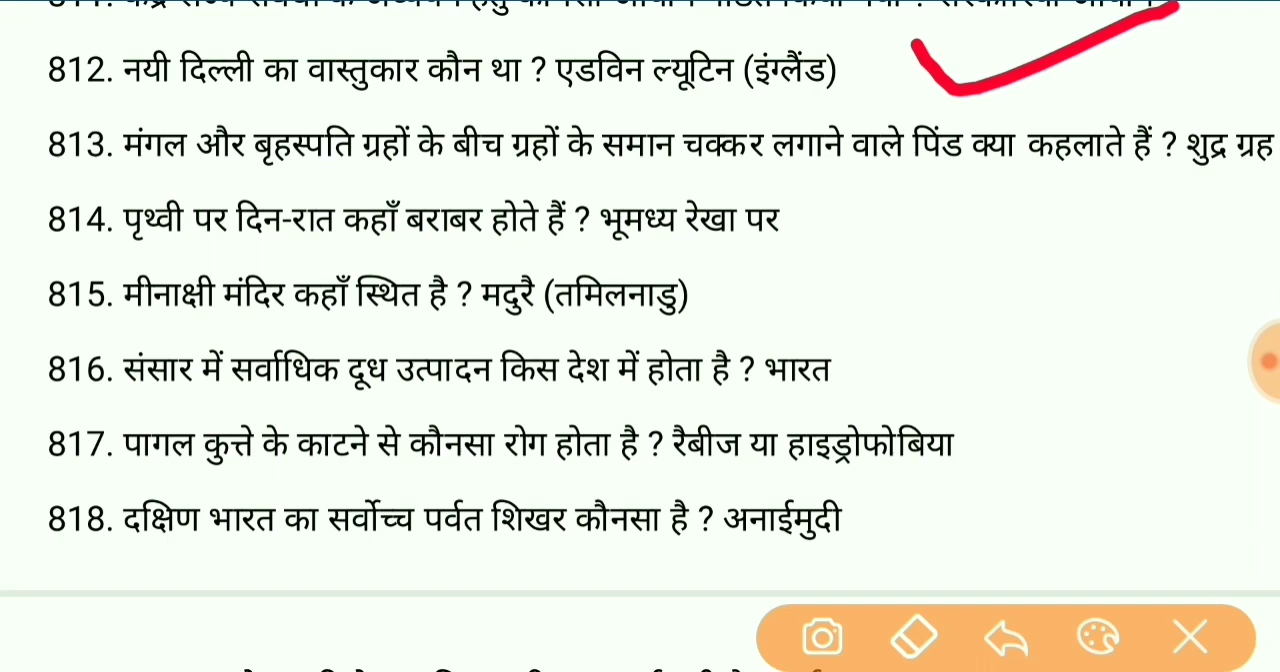 812. नयी दिल्ली का वास्तुकार कौन था ? एडविन ल्यूटिन (इंग्लैंड)
813. मंगल और बृहस्पति ग्रहों के बीच ग्रहों के समान चक्कर लगाने वाले पिंड क्या कहलाते हैं ? शुद्र ग्रह
814. पृथ्वी पर दिन-रात कहाँ बराबर होते हैं ? भूमध्य रेखा पर
815. मीनाक्षी मंदिर कहाँ स्थित है ? मदुरै (तमिलनाडु)
816. संसार में सर्वाधिक दूध उत्पादन किस देश में होता है ? भारत
817. पागल कुत्ते के काटने से कौनसा रोग होता है ? रैबीज या हाइड्रोफोबिया
818. दक्षिण भारत का सर्वोच्च पर्वत शिखर कौनसा है ? अनाईमुदी